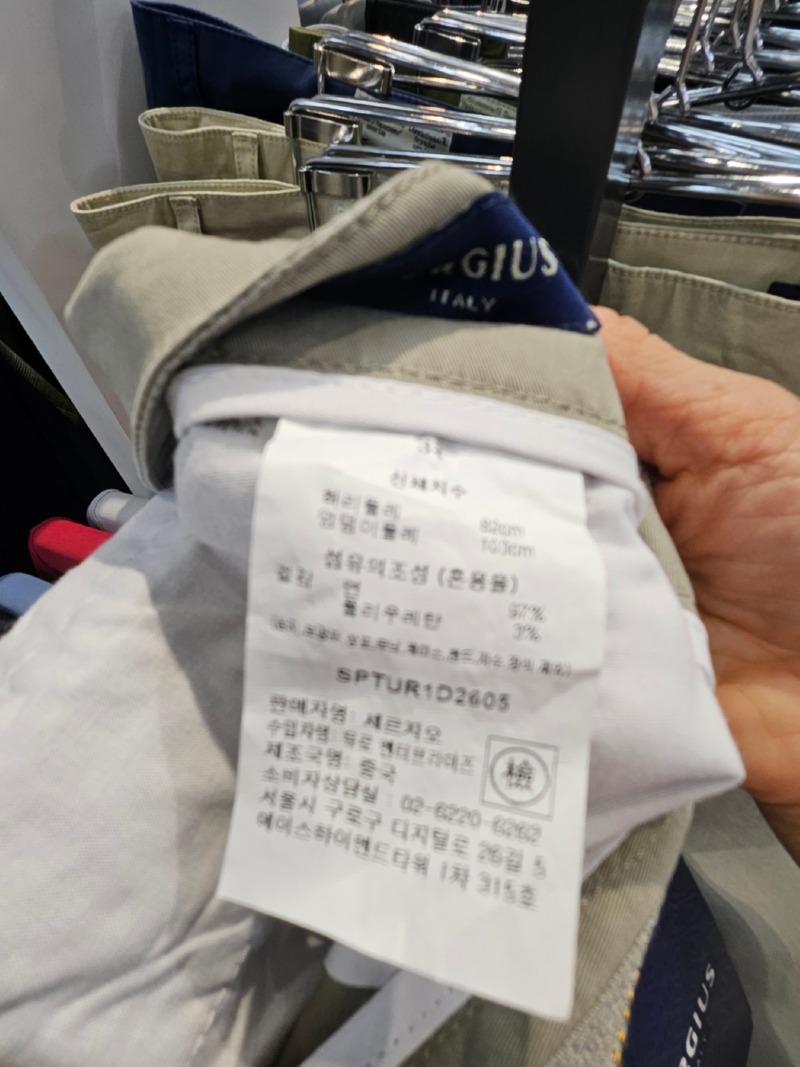 RGIUS
ITALY
신체치수
허리둘레 82cm
엉덩이둘레 103cm
섬유의조성 (혼용율)
겉감 면 97%
폴리우레탄 3%
SPTUR1D2605
판매자명: 세르지오
수입자명: 엔터프라이즈
제조국명: 중국
檢
소비자상담실 : 02-6220-6262
서울시 구로구 디지털로 26길 5
에이스하이엔드타워 1차 315호
RGIUS